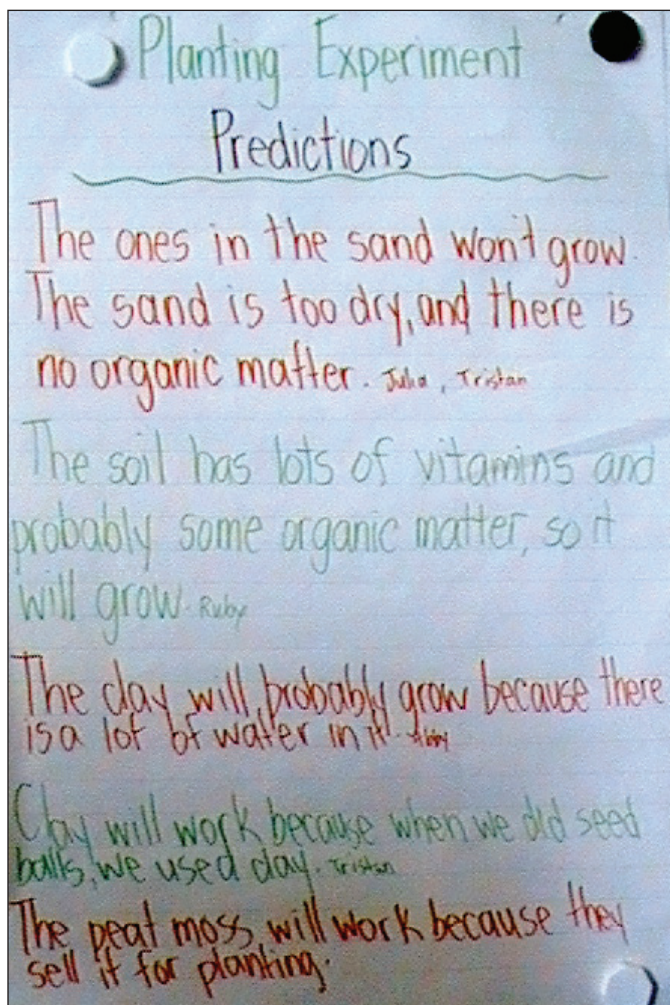 Planting Experiment
Predictions
The ones in the sand won't grow.
The sand is too dry, and there is
no organic matter. Julia, Tristan
The soil has lots of vitamins and
probably some organic matter, so it
will grow. Ruby
The clay will probably grow because there
is a lot of water in it. Abby
Clay will work because when we did seed
balls, we used clay. Tristan
The peat moss will work because they
sell it for planting.